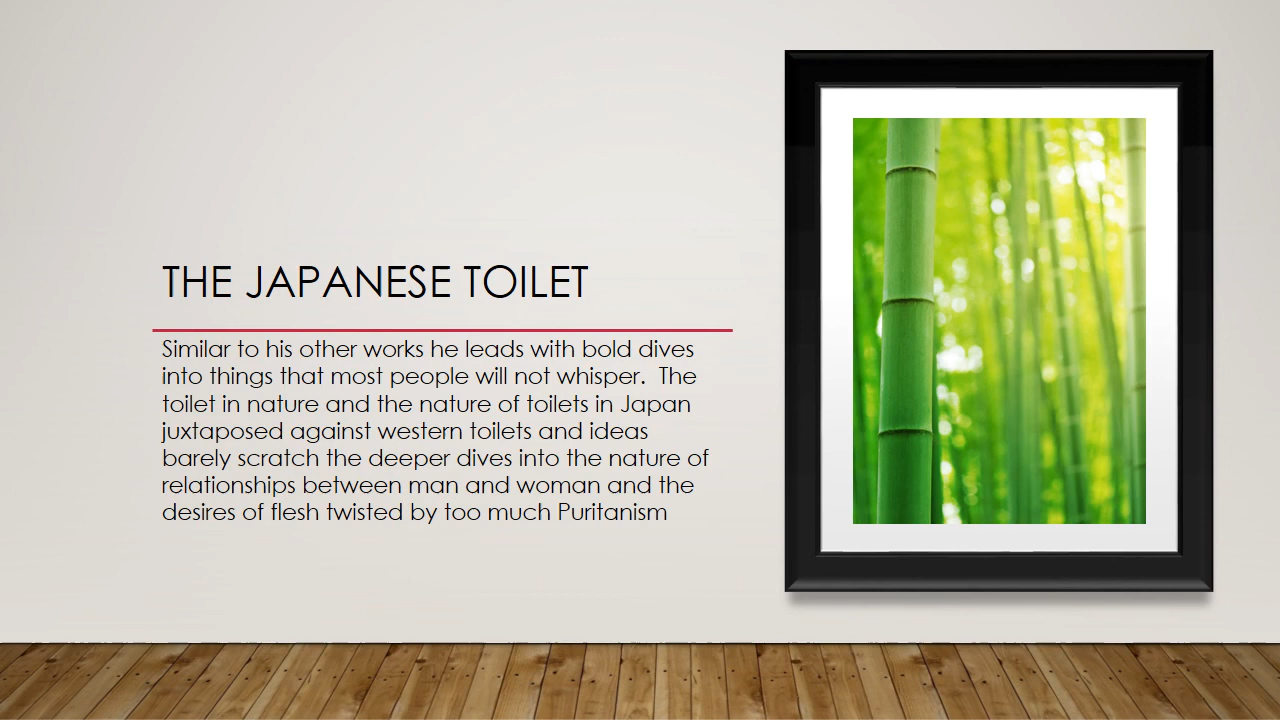 THE JAPANESE TOILET
Similar to his other works he leads with bold dives
into things that most people will not whisper.  The
toilet in nature and the nature of toilets in Japan
juxtaposed against western toilets and ideas
barely scratch the deeper dives into the nature of
relationships between man and woman and the
desires of flesh twisted by too much Puritanism